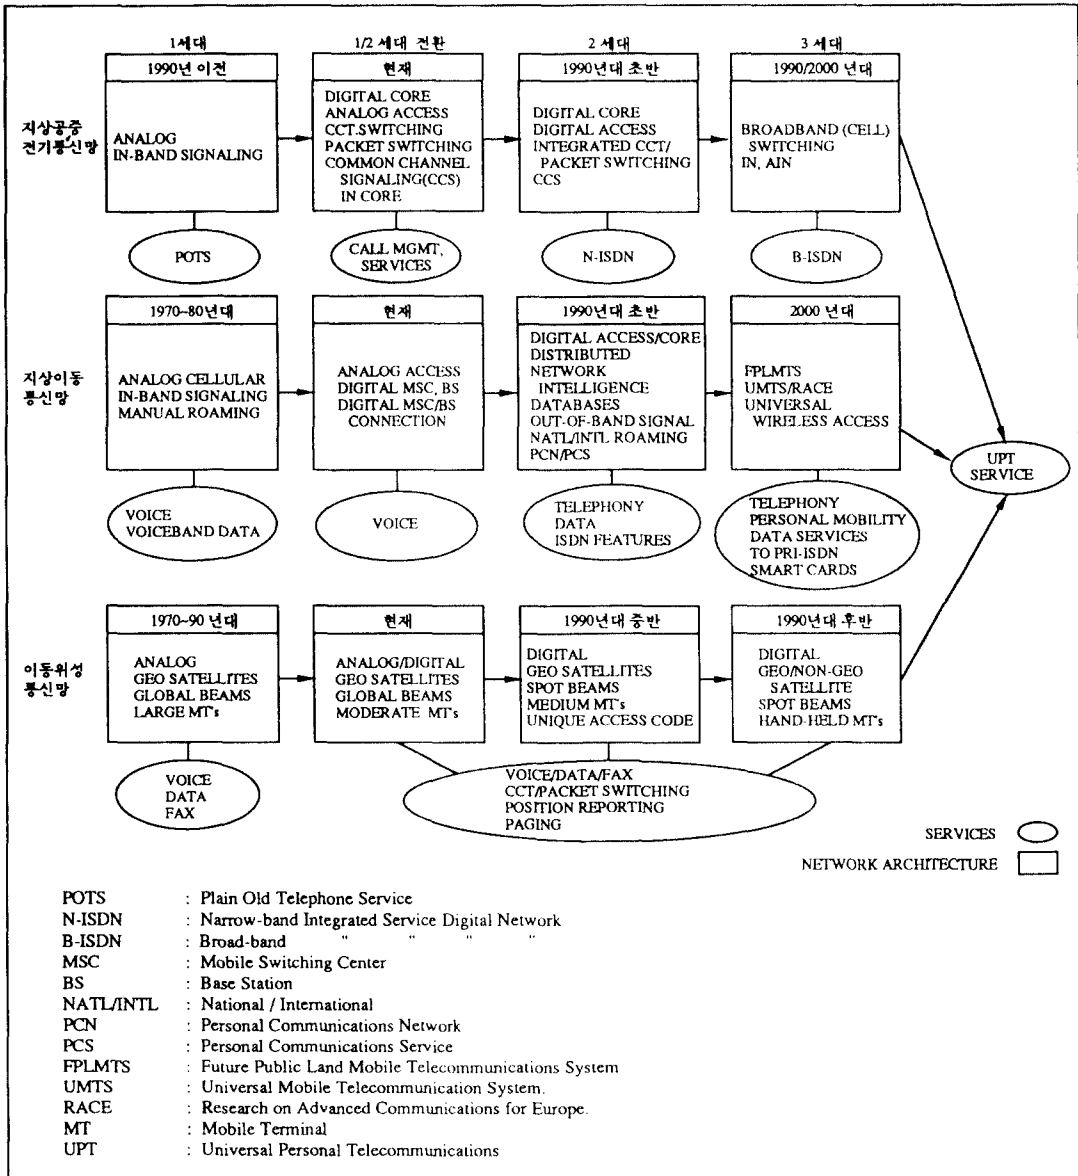 1세대
1/2 세대 전환
2 세대
3 세대
지상공중
전기통신망
1990년 이전
ANALOG
IN-BAND SIGNALING
POTS
현재
DIGITAL CORE
ANALOG ACCESS
CCT.SWITCHING
PACKET SWITCHING
COMMON CHANNEL
SIGNALING(CCS)
IN CORE
CALL MGMT,
SERVICES
1990년대 초반
DIGITAL CORE
DIGITAL ACCESS
INTEGRATED CCT/
PACKET SWITCHING
CCS
N-ISDN
1990/2000 년대
BROADBAND (CELL)
SWITCHING
IN, AIN
B-ISDN
지상이동
통신망
1970~80년대
ANALOG CELLULAR
IN-BAND SIGNALING
MANUAL ROAMING
VOICE
VOICEBAND DATA
현재
ANALOG ACCESS
DIGITAL MSC, BS
DIGITAL MSC/BS
CONNECTION
VOICE
1990년대 초반
DIGITAL ACCESS/CORE
DISTRIBUTED
NETWORK
INTELLIGENCE
DATABASES
OUT-OF-BAND SIGNAL
NATL/INTL ROAMING
PCN/PCS
TELEPHONY
DATA
ISDN FEATURES
2000 년대
FPLMTS
UMTS/RACE
UNIVERSAL
WIRELESS ACCESS
TELEPHONY
PERSONAL MOBILITY
DATA SERVICES
TO PRI-ISDN
SMART CARDS
UPT
SERVICE
이동위성
통신망
1970~90 년대
ANALOG
GEO SATELLITES
GLOBAL BEAMS
LARGE MT's
VOICE
DATA
FAX
현재
ANALOG/DIGITAL
GEO SATELLITES
GLOBAL BEAMS
MODERATE MT's
1990년대 중반
DIGITAL
GEO SATELLITES
SPOT BEAMS
MEDIUM MT's
UNIQUE ACCESS CODE
1990년대 후반
DIGITAL
GEO/NON-GEO
SATELLITE
SPOT BEAMS
HAND-HELD MT's
VOICE/DATA/FAX
CCT/PACKET SWITCHING
POSITION REPORTING
PAGING
SERVICES
NETWORK ARCHITECTURE
POTS : Plain Old Telephone Service
N-ISDN : Narrow-band Integrated Service Digital Network
B-ISDN : Broad-band " " " "
MSC : Mobile Switching Center
BS : Base Station
NATL/INTL : National / International
PCN : Personal Communications Network
PCS : Personal Communications Service
FPLMTS : Future Public Land Mobile Telecommunications System
UMTS : Universal Mobile Telecommunication System.
RACE : Research on Advanced Communications for Europe.
MT : Mobile Terminal
UPT : Universal Personal Telecommunications